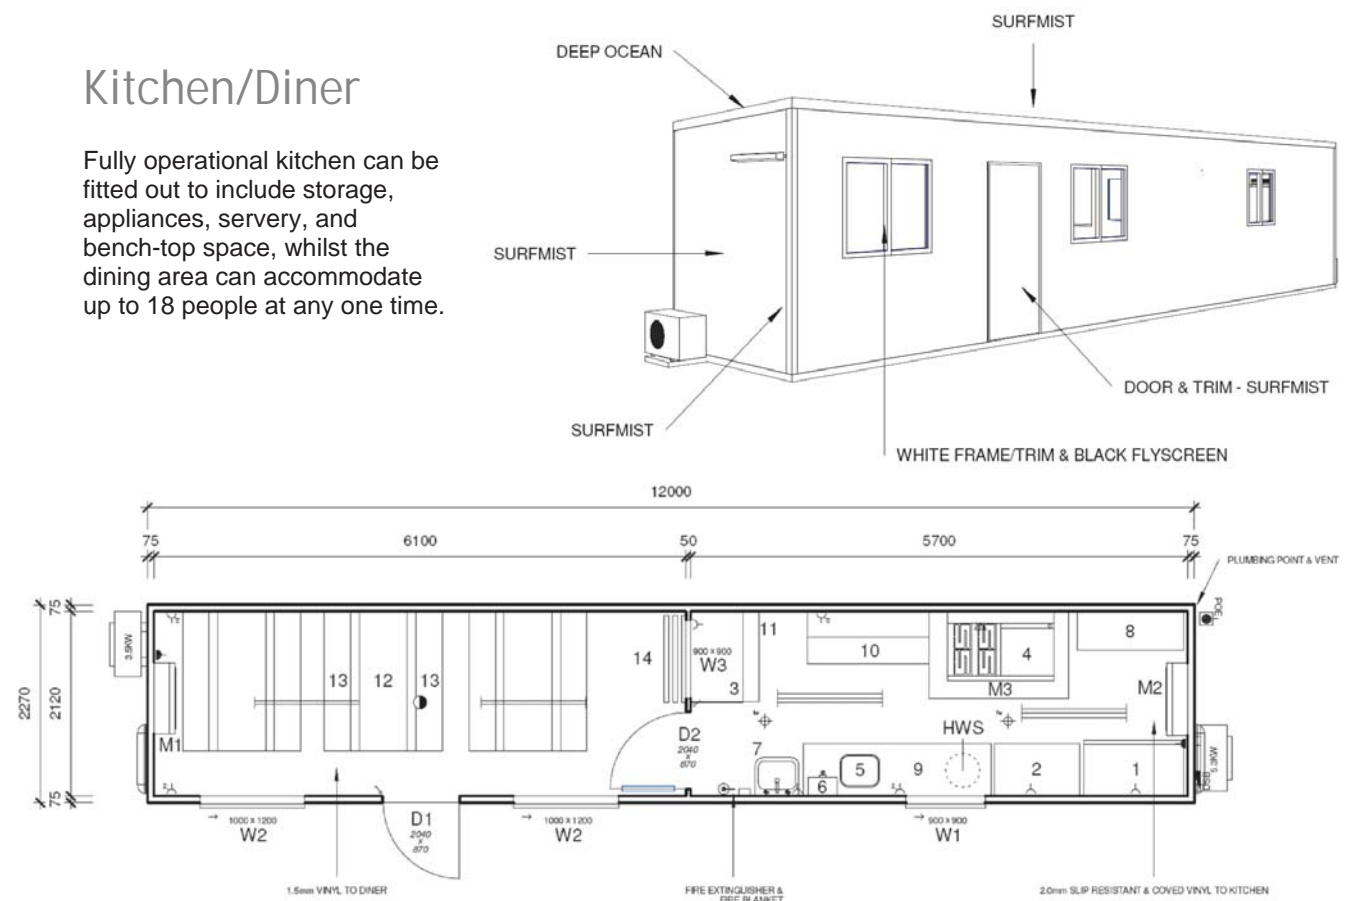 SURFMIST
DEEP OCEAN
Kitchen/Diner
Fully operational kitchen can be
fitted out to include storage,
appliances, servery, and
bench-top space, whilst the
dining area can accommodate
up to 18 people at any one time.
SURFMIST
DOOR & TRIM - SURFMIST
SURFMIST
WHITE FRAME/TRIM & BLACK FLYSCREEN
12000
75
6100
50
5700
75
PLUMBING POINT & VENT
75
2270
2120
75
3.5KW
13
12
13
14
900 x 900
W3
3
11
10
4
8
M3
M2
M1
D2
2040
x
870
7
HWS
5
6
9
2
1
DSB
5.3KW
1000 x 1200
W2
D1
2040
x
870
1000 x 1200
W2
900 x 900
W1
1.5mm VINYL TO DINER
FIRE EXTINGUISHER &
FIRE BLANKET
2.0mm SLIP RESISTANT & COVED VINYL TO KITCHEN